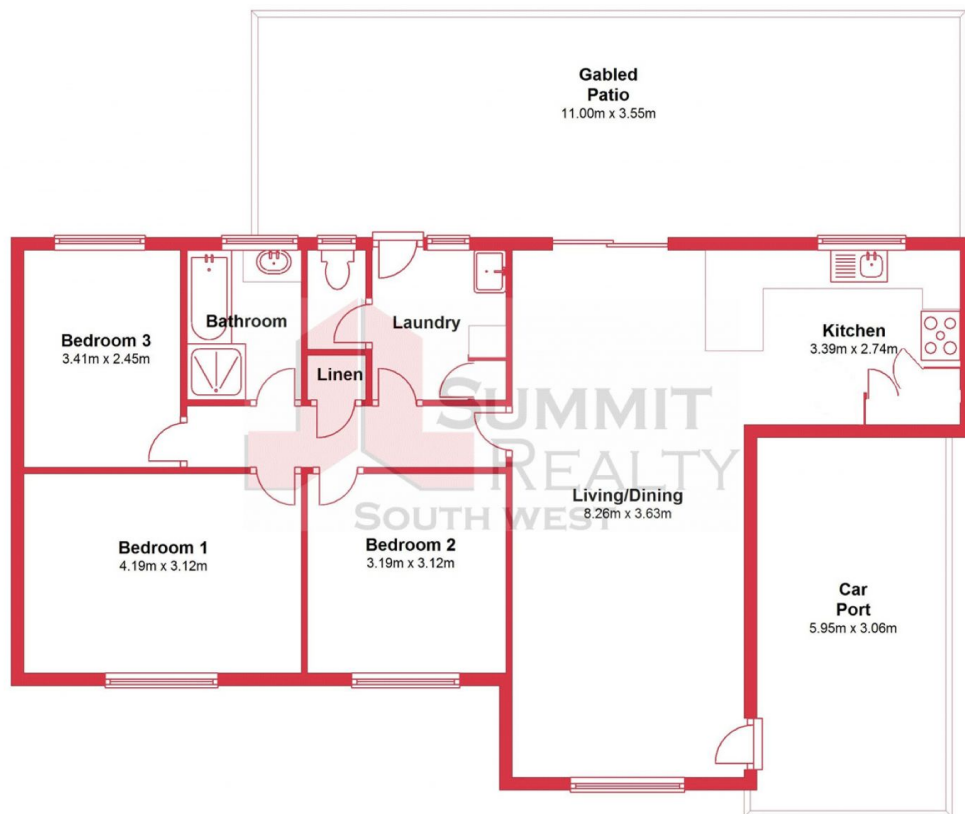 Gabled
Patio
11.00m x 3.55m
Bedroom 3
3.41m x 2.45m
Bathroom
Laundry
Linen
Kitchen
3.39m x 2.74m
SUMMIT
REALTY
SOUTH WEST
Living/Dining
8.26m x 3.63m
Bedroom 1
4.19m x 3.12m
Bedroom 2
3.19m x 3.12m
Car
Port
5.95m x 3.06m